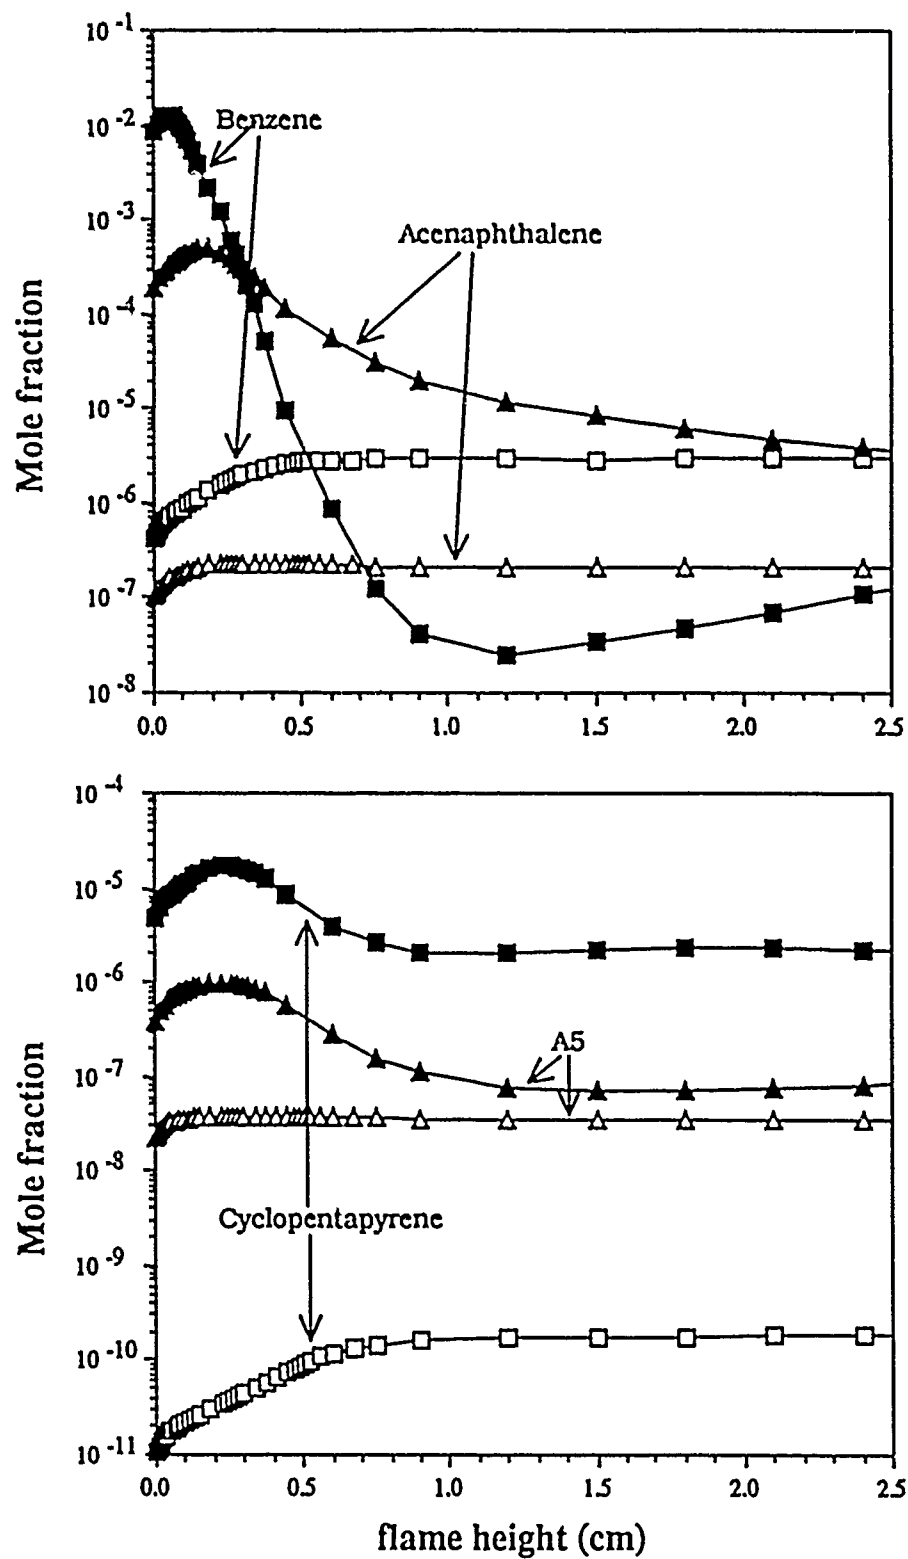 10 -1
Benzene
10 -2
10 -3
Acenaphthalene
10 -4
Mole fraction
10 -5
10 -6
10 -7
10 -8
0.0 0.5 1.0 1.5 2.0 2.5
10 -4
10 -5
10 -6
A5
10 -7
Mole fraction
10 -8
Cyclopentapyrene
10 -9
10 -10
10 -11
0.0 0.5 1.0 1.5 2.0 2.5
flame height (cm)